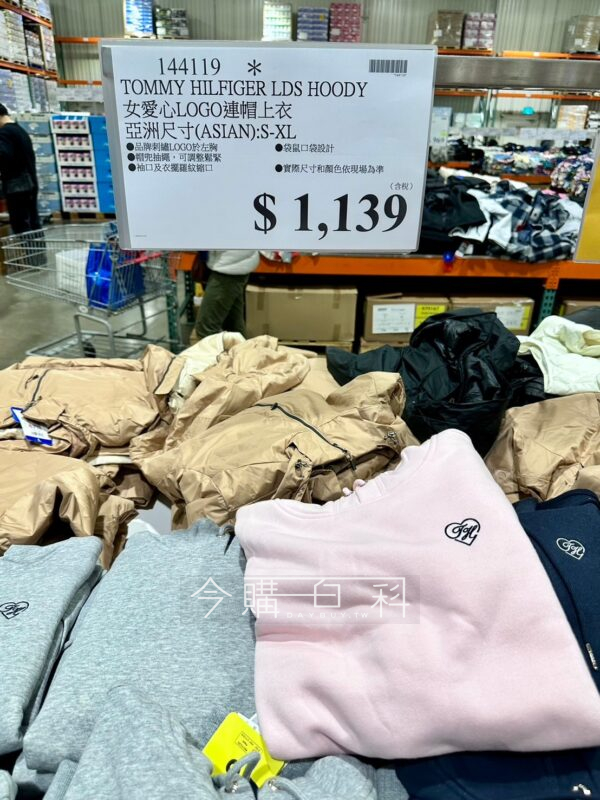 144119 *
TOMMY HILFIGER LDS HOODY
女愛心LOGO連帽上衣
亞洲尺寸(ASIAN):S-XL
●品牌刺繡LOGO於左胸 ●袋鼠口袋設計
●帽兜抽繩，可調整鬆緊
●袖口及衣襬羅紋縮口 ●實際尺寸和顏色依現場為準
(含稅)
$ 1,139
TH
今購百科